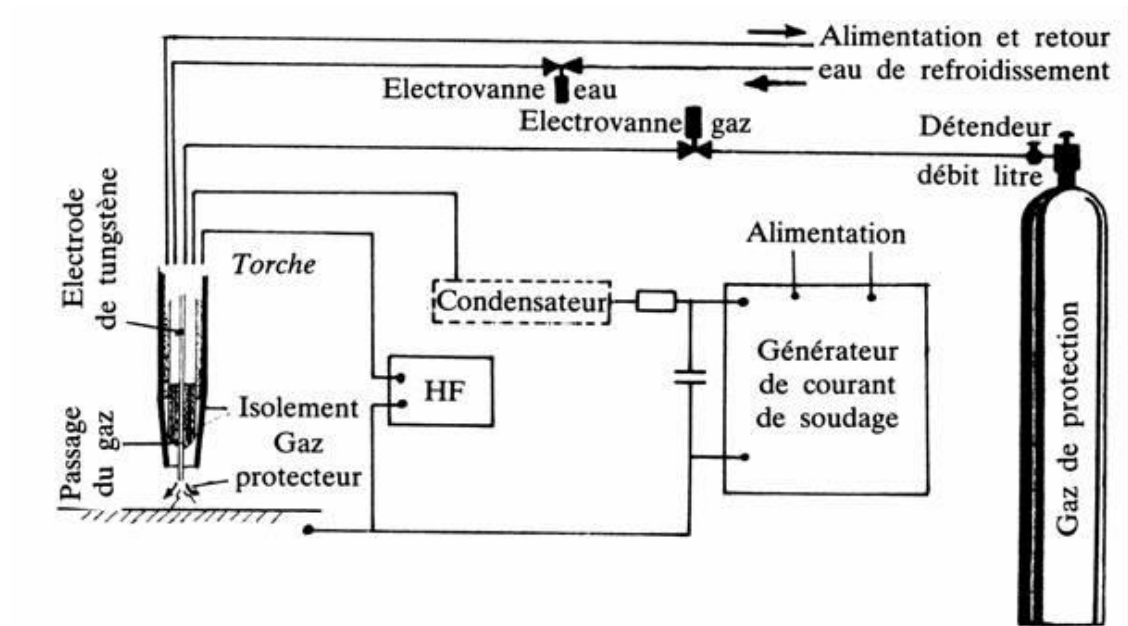 Alimentation et retour
eau de refroidissement
Electrovanne eau
Electrovanne gaz
Détendeur
débit litre
Electrode
de tungstène
Torche
Alimentation
Condensateur
Générateur
de courant
de soudage
HF
Isolement
Gaz
protecteur
Passage
du gaz
Gaz de protection